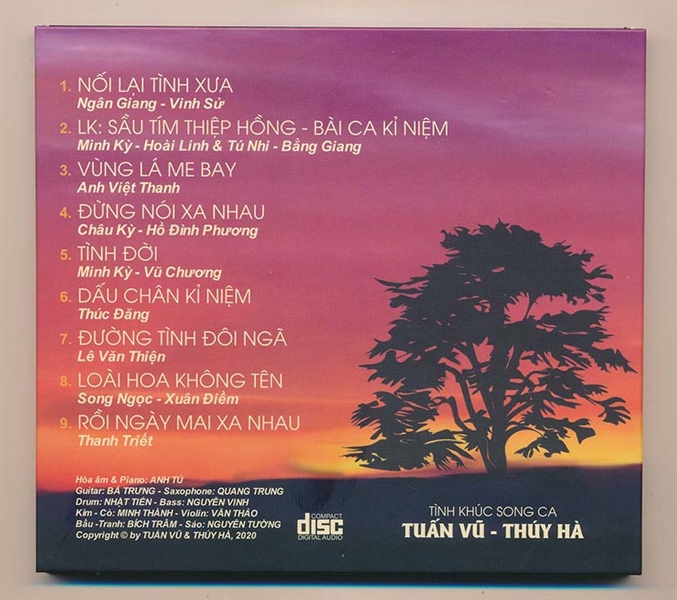 1. NỐI LẠI TÌNH XƯA
Ngân Giang - Vinh Sử
2. LK: SẦU TÍM THIỆP HỒNG - BÀI CA KỈ NIỆM
Minh Kỳ - Hoài Linh & Tú Nhi - Bằng Giang
3. VÙNG LÁ ME BAY
Anh Việt Thanh
4. ĐỪNG NÓI XA NHAU
Châu Kỳ - Hồ Đình Phương
5. TÌNH ĐỜI
Minh Kỳ - Vũ Chương
6. DẤU CHÂN KỈ NIỆM
Thúc Đăng
7. ĐƯỜNG TÌNH ĐÔI NGÃ
Lê Văn Thiện
8. LOÀI HOA KHÔNG TÊN
Song Ngọc - Xuân Điềm
9. RỒI NGÀY MAI XA NHAU
Thanh Triết
Hòa âm & Piano: ANH TÚ
Guitar: BÁ TRƯNG - Saxophone: QUANG TRUNG
Drum: NHẬT TIẾN - Bass: NGUYÊN VINH
Kìm - Cò: MINH THÀNH - Violin: VĂN THẢO
Bầu -Tranh: BÍCH TRÂM - Sáo: NGUYÊN TƯỜNG
Copyright © by TUẤN VŨ & THÚY HÀ, 2020
COMPACT
disc
DIGITAL AUDIO
TÌNH KHÚC SONG CA
TUẤN VŨ - THÚY HÀ